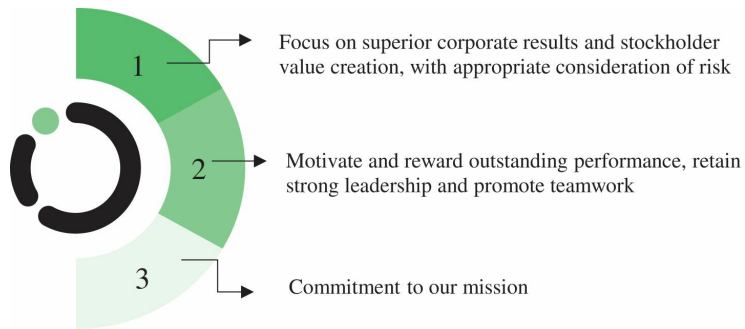 1
Focus on superior corporate results and stockholder
value creation, with appropriate consideration of risk
2
Motivate and reward outstanding performance, retain
strong leadership and promote teamwork
3
Commitment to our mission